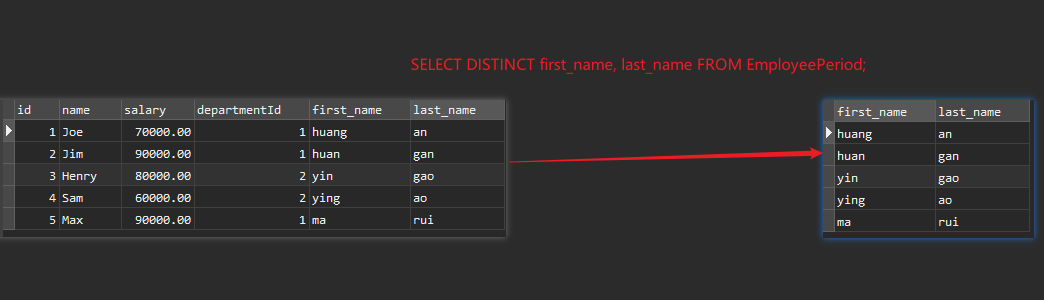 SELECT DISTINCT first_name, last_name FROM EmployeePeriod;
id name salary departmentId first_name last_name
1 Joe 70000.00 1 huang an
2 Jim 90000.00 1 huan gan
3 Henry 80000.00 2 yin gao
4 Sam 60000.00 2 ying ao
5 Max 90000.00 1 ma rui
first_name last_name
huang an
huan gan
yin gao
ying ao
ma rui